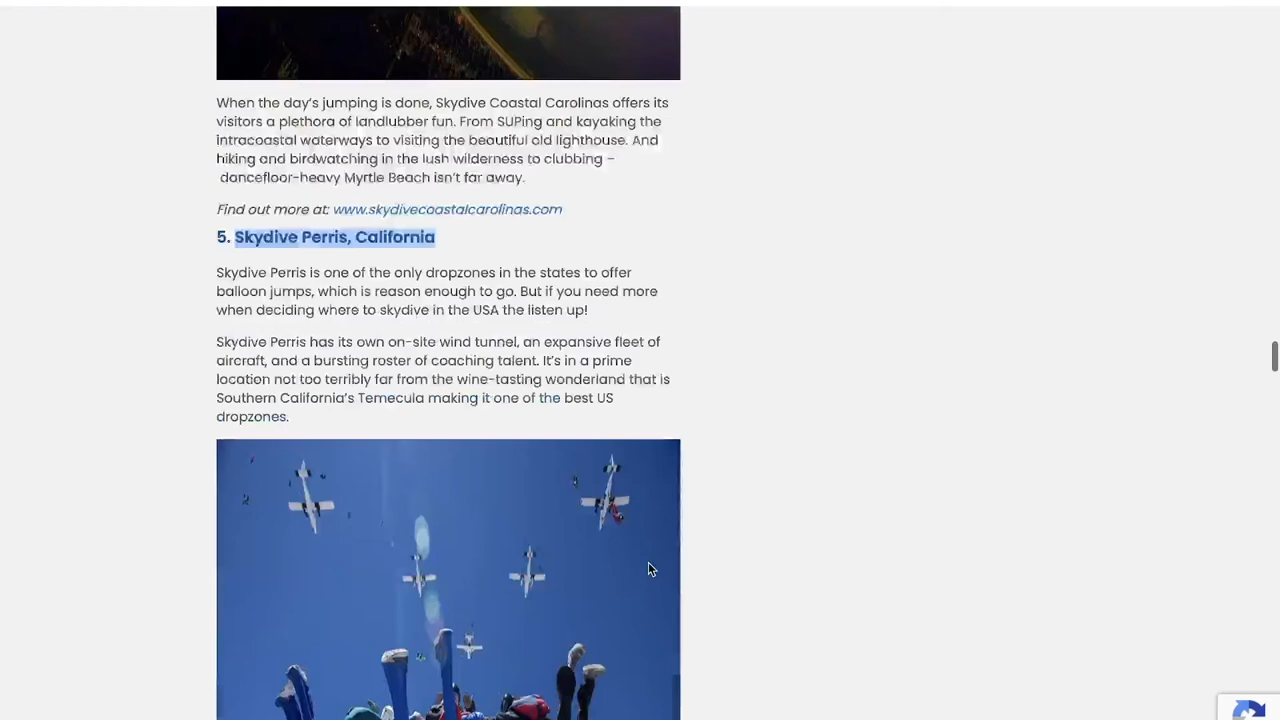 When the day's jumping is done, Skydive Coastal Carolinas offers its
visitors a plethora of landlubber fun. From SUPing and kayaking the
intracoastal waterways to visiting the beautiful old lighthouse. And
hiking and birdwatching in the lush wilderness to clubbing –
dancefloor-heavy Myrtle Beach isn't far away.
Find out more at: www.skydivecoastalcarolinas.com
5. Skydive Perris, California
Skydive Perris is one of the only dropzones in the states to offer
balloon jumps, which is reason enough to go. But if you need more
when deciding where to skydive in the USA the listen up!
Skydive Perris has its own on-site wind tunnel, an expansive fleet of
aircraft, and a bursting roster of coaching talent. It's in a prime
location not too terribly far from the wine-tasting wonderland that is
Southern California's Temecula making it one of the best US
dropzones.